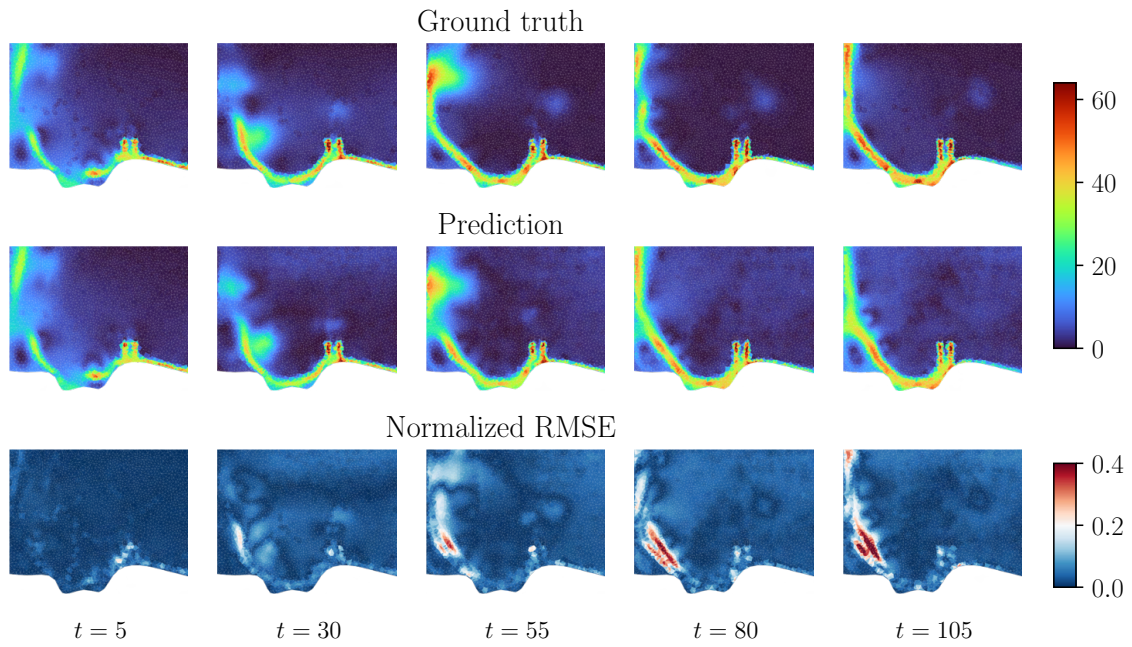 Ground truth
60
40
20
0
Prediction
Normalized RMSE
0.4
0.2
0.0
t = 5 t = 30 t = 55 t = 80 t = 105